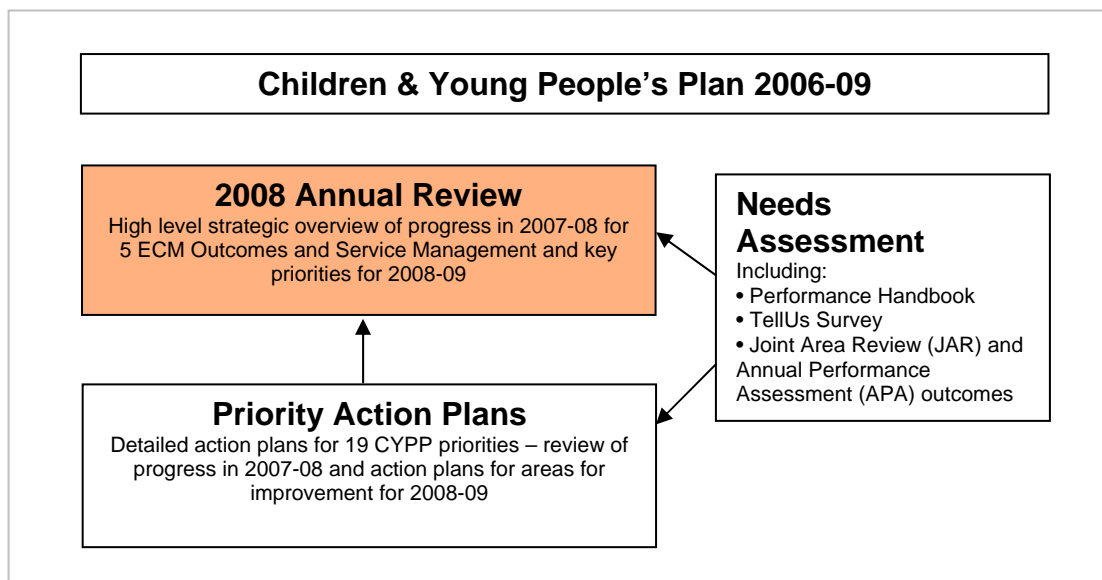 Children & Young People's Plan 2006-09
2008 Annual Review
High level strategic overview of progress in 2007-08 for
5 ECM Outcomes and Service Management and key
priorities for 2008-09
Needs
Assessment
Including:
• Performance Handbook
• TellUs Survey
• Joint Area Review (JAR) and
Annual Performance
Assessment (APA) outcomes
Priority Action Plans
Detailed action plans for 19 CYPP priorities – review of
progress in 2007-08 and action plans for areas for
improvement for 2008-09